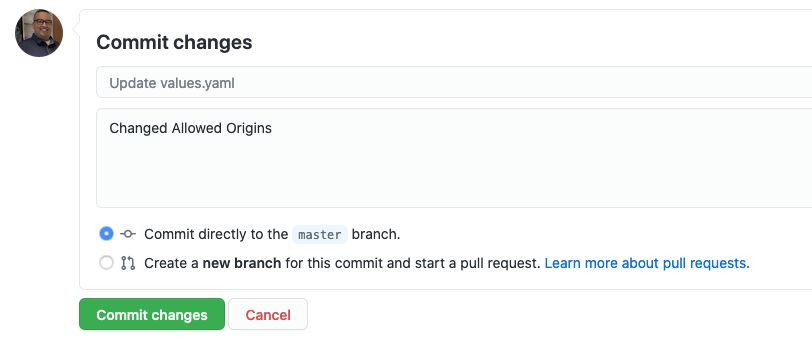 Commit changes
Update values.yaml
Changed Allowed Origins
Commit directly to the master branch.
Create a new branch for this commit and start a pull request. Learn more about pull requests.
Commit changes Cancel